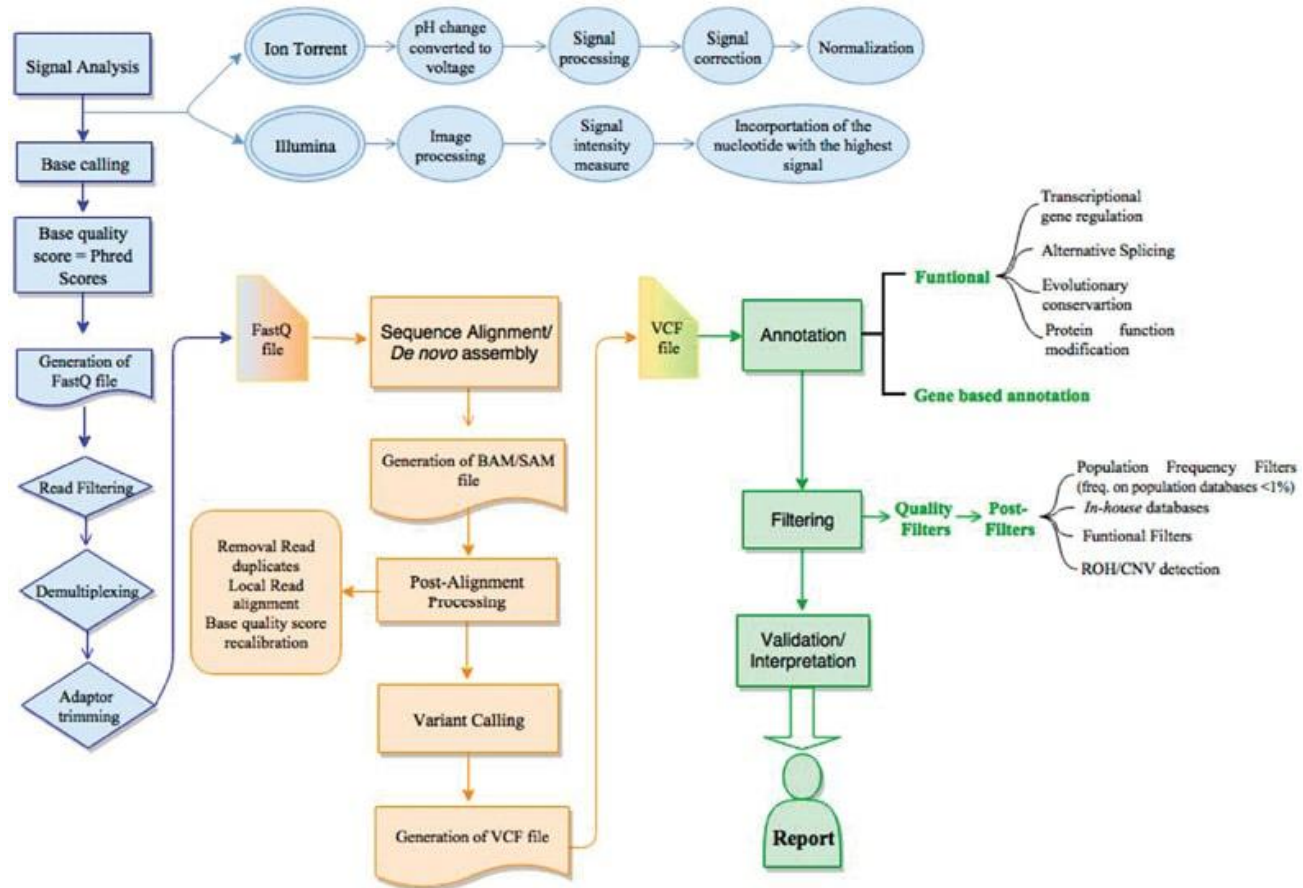 Signal Analysis
Ion Torrent
pH change
converted to
voltage
Signal
processing
Signal
correction
Normalization
Illumina
Image
processing
Signal
intensity
measure
Incorportation of the
nucleotide with the highest
signal
Base calling
Base quality
score = Phred
Scores
Generation of
FastQ file
Read Filtering
Demultiplexing
Adaptor
trimming
FastQ
file
Sequence Alignment/
De novo assembly
Generation of BAM/SAM
file
Post-Alignment
Processing
Removal Read
duplicates
Local Read
alignment
Base quality score
recalibration
Variant Calling
Generation of VCF file
VCF
file
Annotation
Funtional
Transcriptional
gene regulation
Alternative Splicing
Evolutionary
conservartion
Protein function
modification
Gene based annotation
Filtering
Quality
Filters
Post-
Filters
Population Frequency Filters
(freq. on population databases <1%)
In-house databases
Funtional Filters
ROH/CNV detection
Validation/
Interpretation
Report